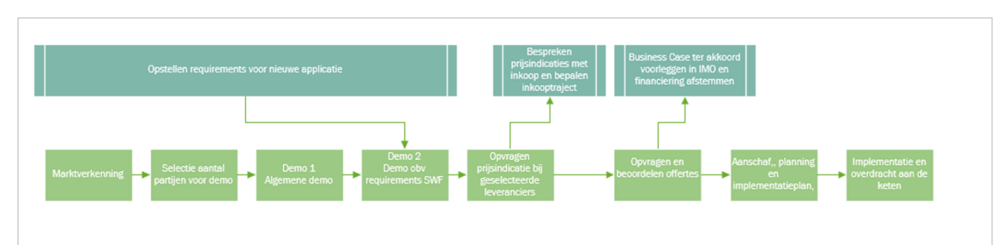 Opstellen requirements voor nieuwe applicatie
Bespreken
prijsindicaties met
inkoop en bepalen
inkooptraject
Business Case ter akkoord
voorleggen in IMO en
financiering afstemmen
Marktverkenning
Selectie aantal
partijen voor demo
Demo 1
Algemene demo
Demo 2
Demo obv
requirements SWF
Opvragen
prijsindicatie bij
geselecteerde
leveranciers
Opvragen en
beoordelen offertes
Aanschaf,, planning
en
implementatieplan,
Implementatie en
overdracht aan de
keten